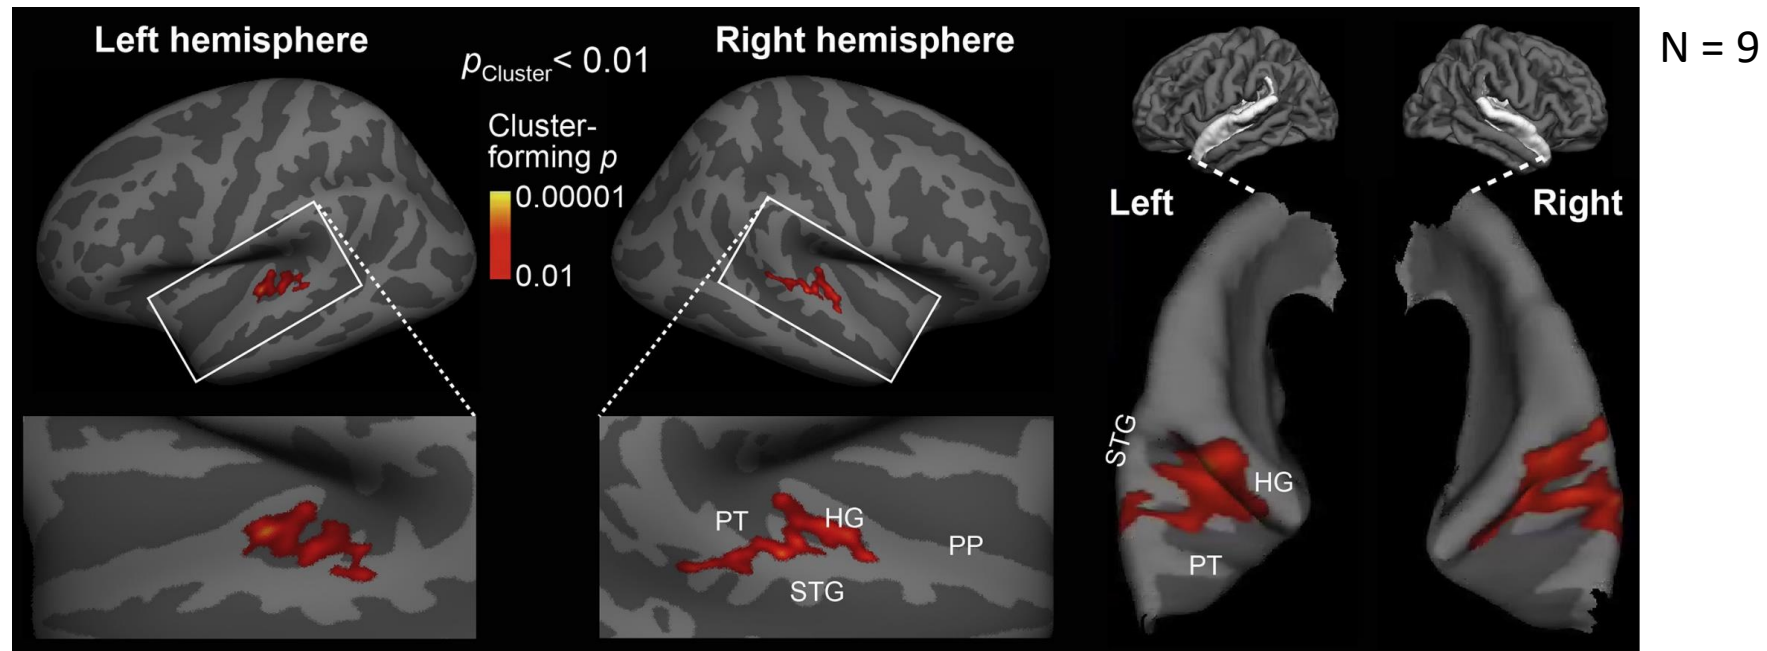 Left hemisphere
pCluster < 0.01
Right hemisphere
N = 9
Cluster-
forming p
0.00001
0.01
Left
Right
STG
HG
PT
PT
HG
PP
STG